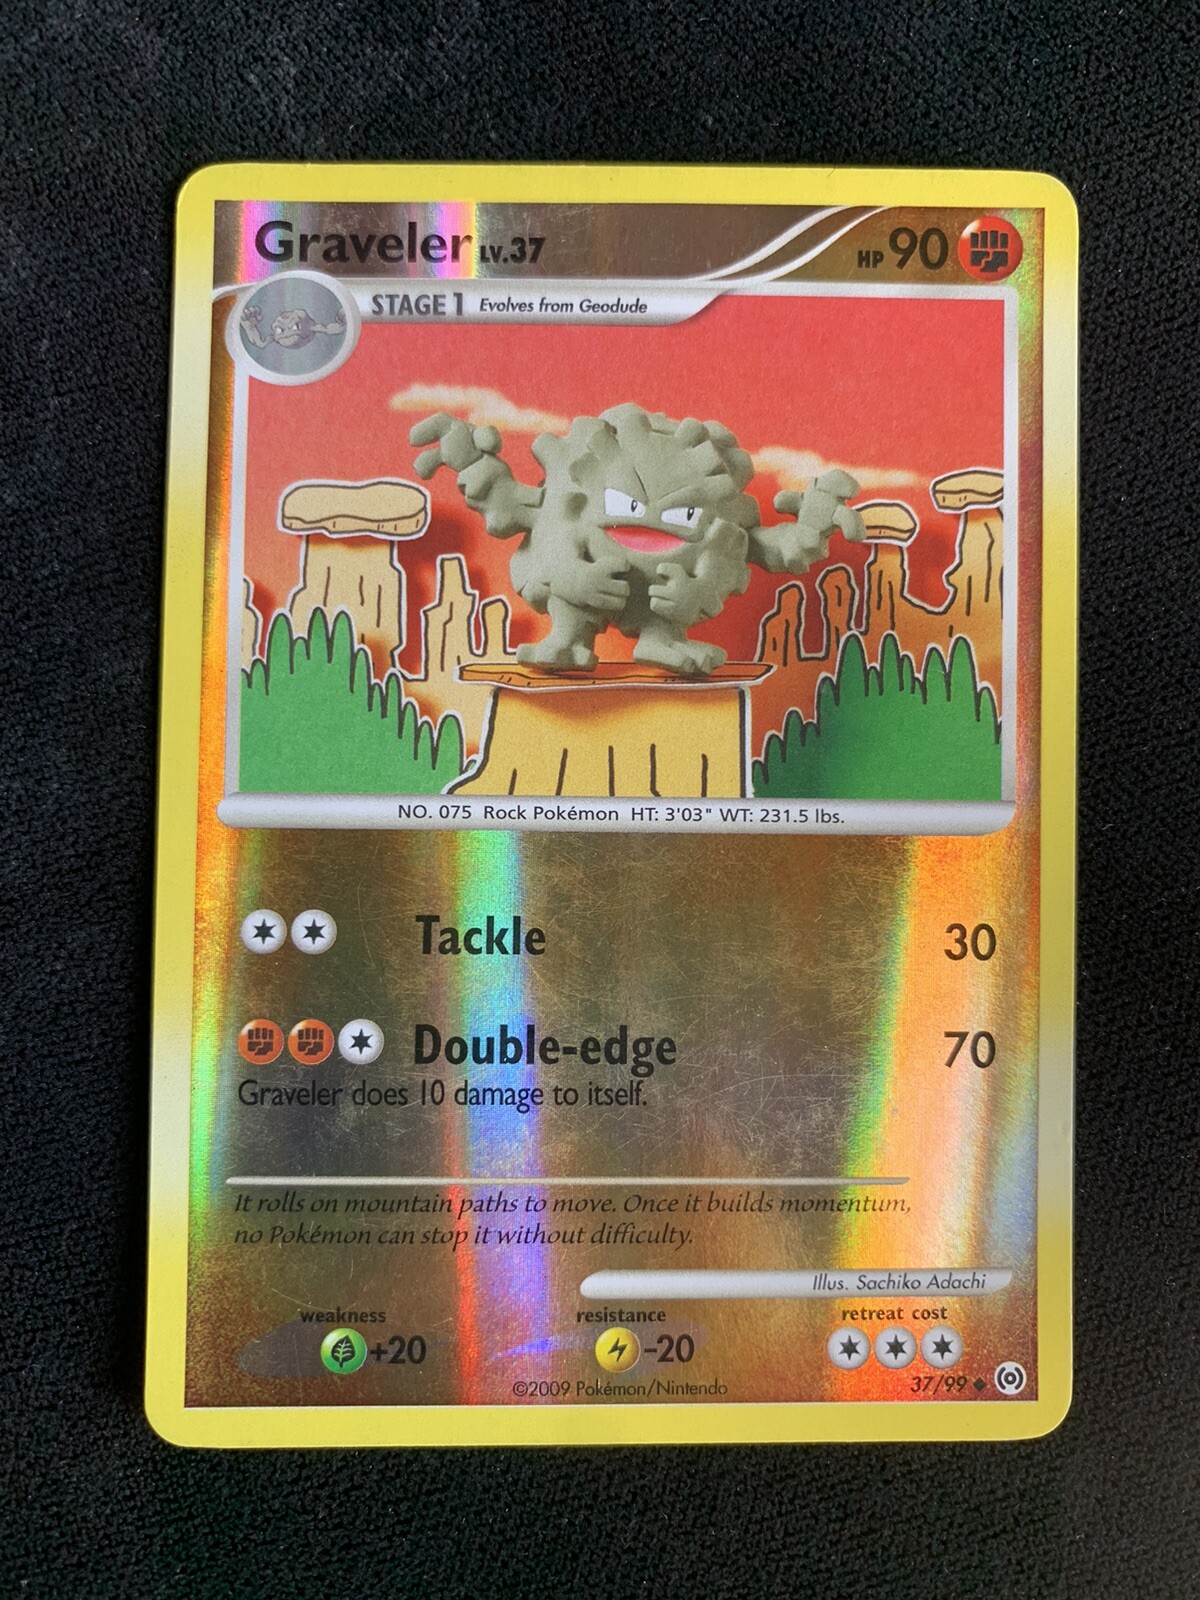 Graveler LV.37 HP 90
STAGE 1 Evolves from Geodude
NO. 075 Rock Pokémon HT: 3'03" WT: 231.5 lbs.
Tackle 30
Double-edge 70
Graveler does 10 damage to itself.
It rolls on mountain paths to move. Once it builds momentum,
no Pokémon can stop it without difficulty.
Illus. Sachiko Adachi
weakness resistance retreat cost
+20 −20
©2009 Pokémon/Nintendo 37/99